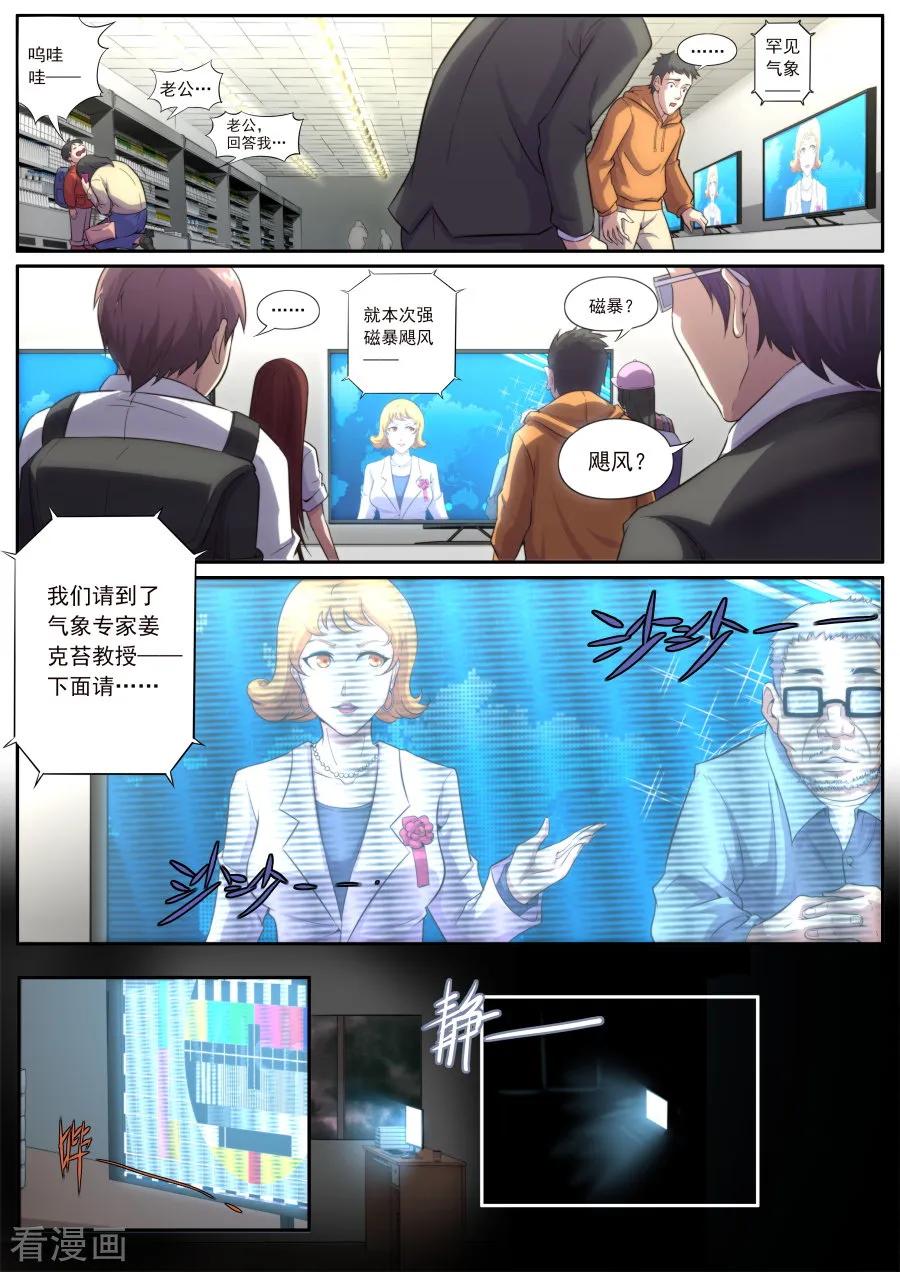 呜哇
哇——
老公…
老公，
回答我…
……
罕见
气象
——
……
就本次强
磁暴飓风
——
磁暴？
飓风？
我们请到了
气象专家姜
克苔教授——
下面请……
沙沙——
沙沙——.
哔——
静——
看漫画